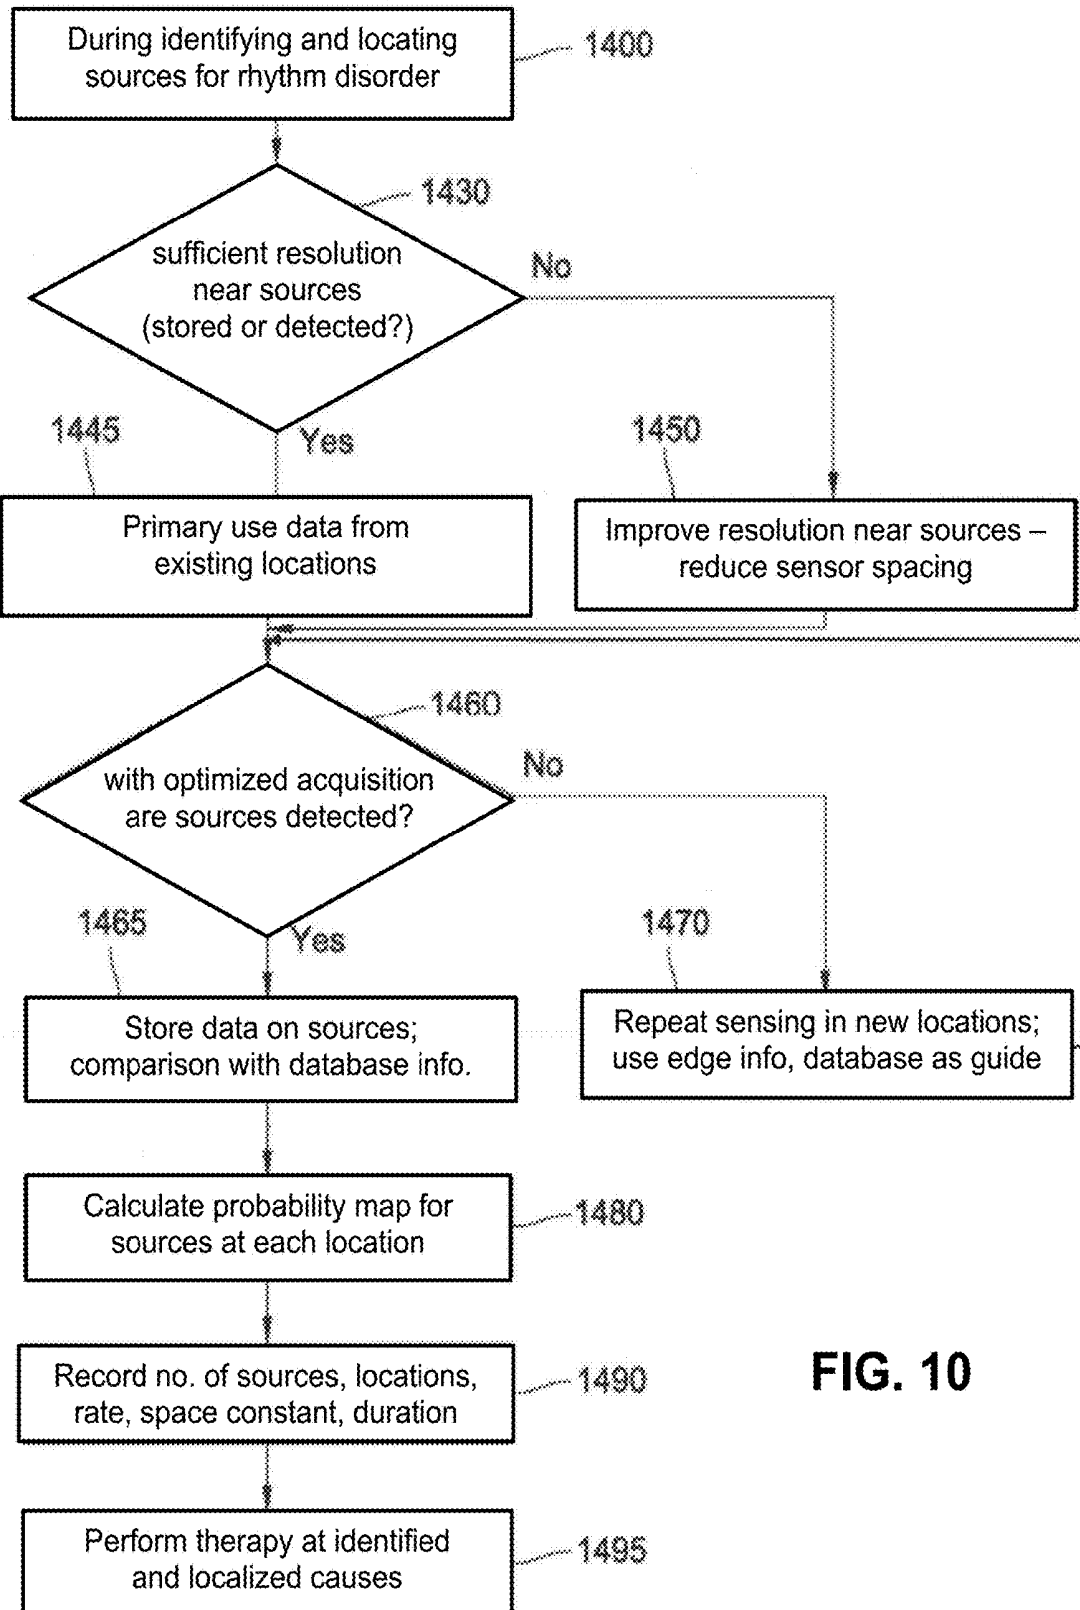 During identifying and locating
sources for rhythm disorder
1400
1430
sufficient resolution
near sources
(stored or detected?)
No
Yes
1445
Primary use data from
existing locations
1450
Improve resolution near sources –
reduce sensor spacing
1460
with optimized acquisition
are sources detected?
No
Yes
1465
Store data on sources;
comparison with database info.
1470
Repeat sensing in new locations;
use edge info, database as guide
Calculate probability map for
sources at each location
1480
Record no. of sources, locations,
rate, space constant, duration
1490
FIG. 10
Perform therapy at identified
and localized causes
1495